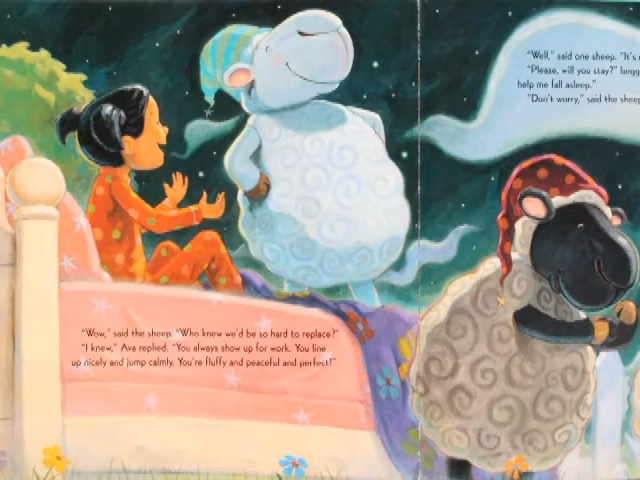 "Wow," said the sheep. "Who knew we'd be so hard to replace?"
"I knew," Ava replied. "You always show up for work. You line
up nicely and jump calmly. You're fluffy and peaceful and perfect!"
"Well," said one sheep. "It's
"Please, will you stay?"
help me fall asleep."
"Don't worry," said the sheep